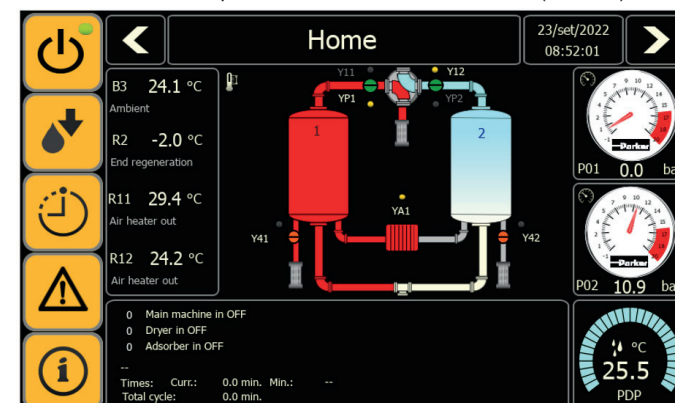 Home
23/set/2022
08:52:01
B3 24.1 °C
Ambient
R2 -2.0 °C
End regeneration
R11 29.4 °C
Air heater out
R12 24.2 °C
Air heater out
Y11
Y12
YP1
YP2
1
2
YA1
Y41
Y42
Parker
P01 0.0 ba
Parker
P02 10.9 ba
°C
25.5
PDP
0 Main machine in OFF
0 Dryer in OFF
0 Adsorber in OFF
--
Times: Curr.: 0.0 min. Min.: --
Total cycle: 0.0 min.